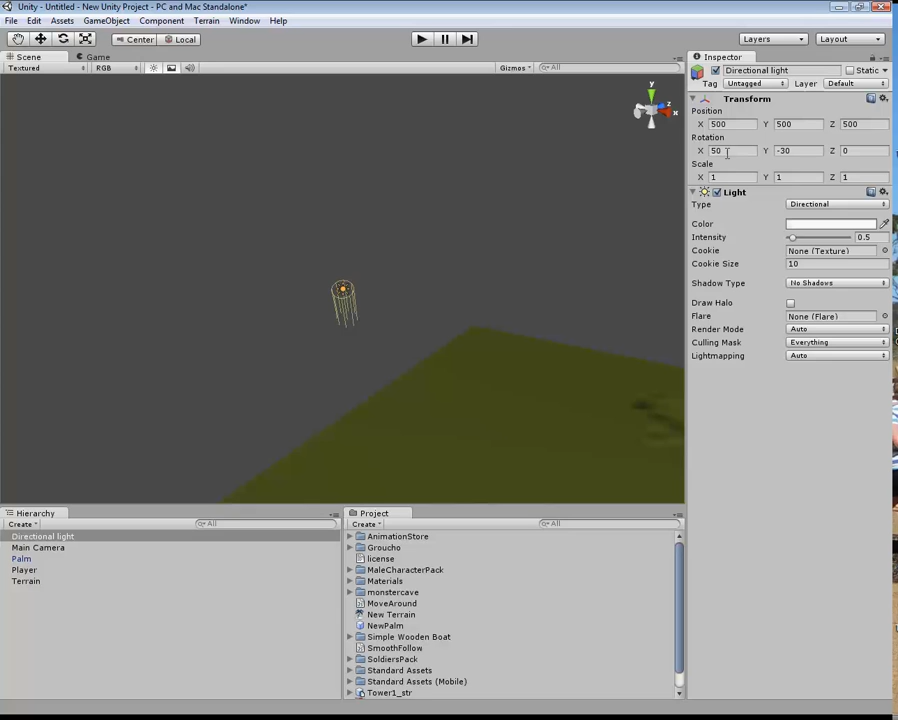 Unity - Untitled - New Unity Project - PC and Mac Standalone*
File Edit Assets GameObject Component Terrain Window Help
Center Local Layers Layout
Scene Game Inspector
Textured RGB Gizmos All
Directional light Static
Tag Untagged Layer Default
Transform
Position
X 500 Y 500 Z 500
Rotation
X 50 Y -30 Z 0
Scale
X 1 Y 1 Z 1
Light
Type Directional
Color
Intensity 0.5
Cookie None (Texture)
Cookie Size 10
Shadow Type No Shadows
Draw Halo
Flare None (Flare)
Render Mode Auto
Culling Mask Everything
Lightmapping Auto
y
z
x
Hierarchy
Create All
Directional light
Main Camera
Palm
Player
Terrain
Project
Create All
AnimationStore
Groucho
license
MaleCharacterPack
Materials
monstercave
MoveAround
New Terrain
NewPalm
Simple Wooden Boat
SmoothFollow
SoldiersPack
Standard Assets
Standard Assets (Mobile)
Tower1_str